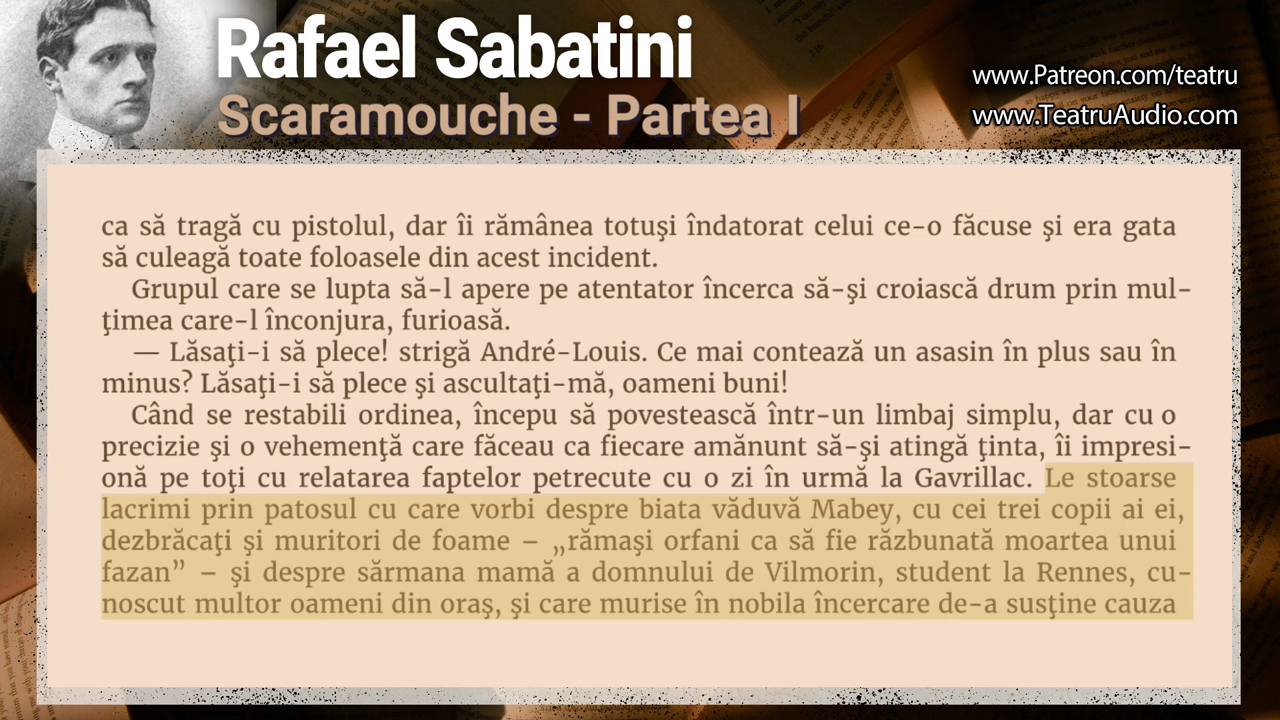 Rafael Sabatini
Scaramouche - Partea I
www.Patreon.com/teatru
www.TeatruAudio.com
ca să tragă cu pistolul, dar îi rămânea totuşi îndatorat celui ce-o făcuse şi era gata
să culeagă toate foloasele din acest incident.
Grupul care se lupta să-l apere pe atentator încerca să-şi croiască drum prin mul-
ţimea care-l înconjura, furioasă.
— Lăsaţi-i să plece! strigă André-Louis. Ce mai contează un asasin în plus sau în
minus? Lăsaţi-i să plece şi ascultaţi-mă, oameni buni!
Când se restabili ordinea, începu să povestească într-un limbaj simplu, dar cu o
precizie şi o vehemenţă care făceau ca fiecare amănunt să-şi atingă ţinta, îi impresi-
onă pe toţi cu relatarea faptelor petrecute cu o zi în urmă la Gavrillac. Le stoarse
lacrimi prin patosul cu care vorbi despre biata văduvă Mabey, cu cei trei copii ai ei,
dezbrăcaţi şi muritori de foame – „rămaşi orfani ca să fie răzbunată moartea unui
fazan” – şi despre sărmana mamă a domnului de Vilmorin, student la Rennes, cu-
noscut multor oameni din oraş, şi care murise în nobila încercare de-a susţine cauza